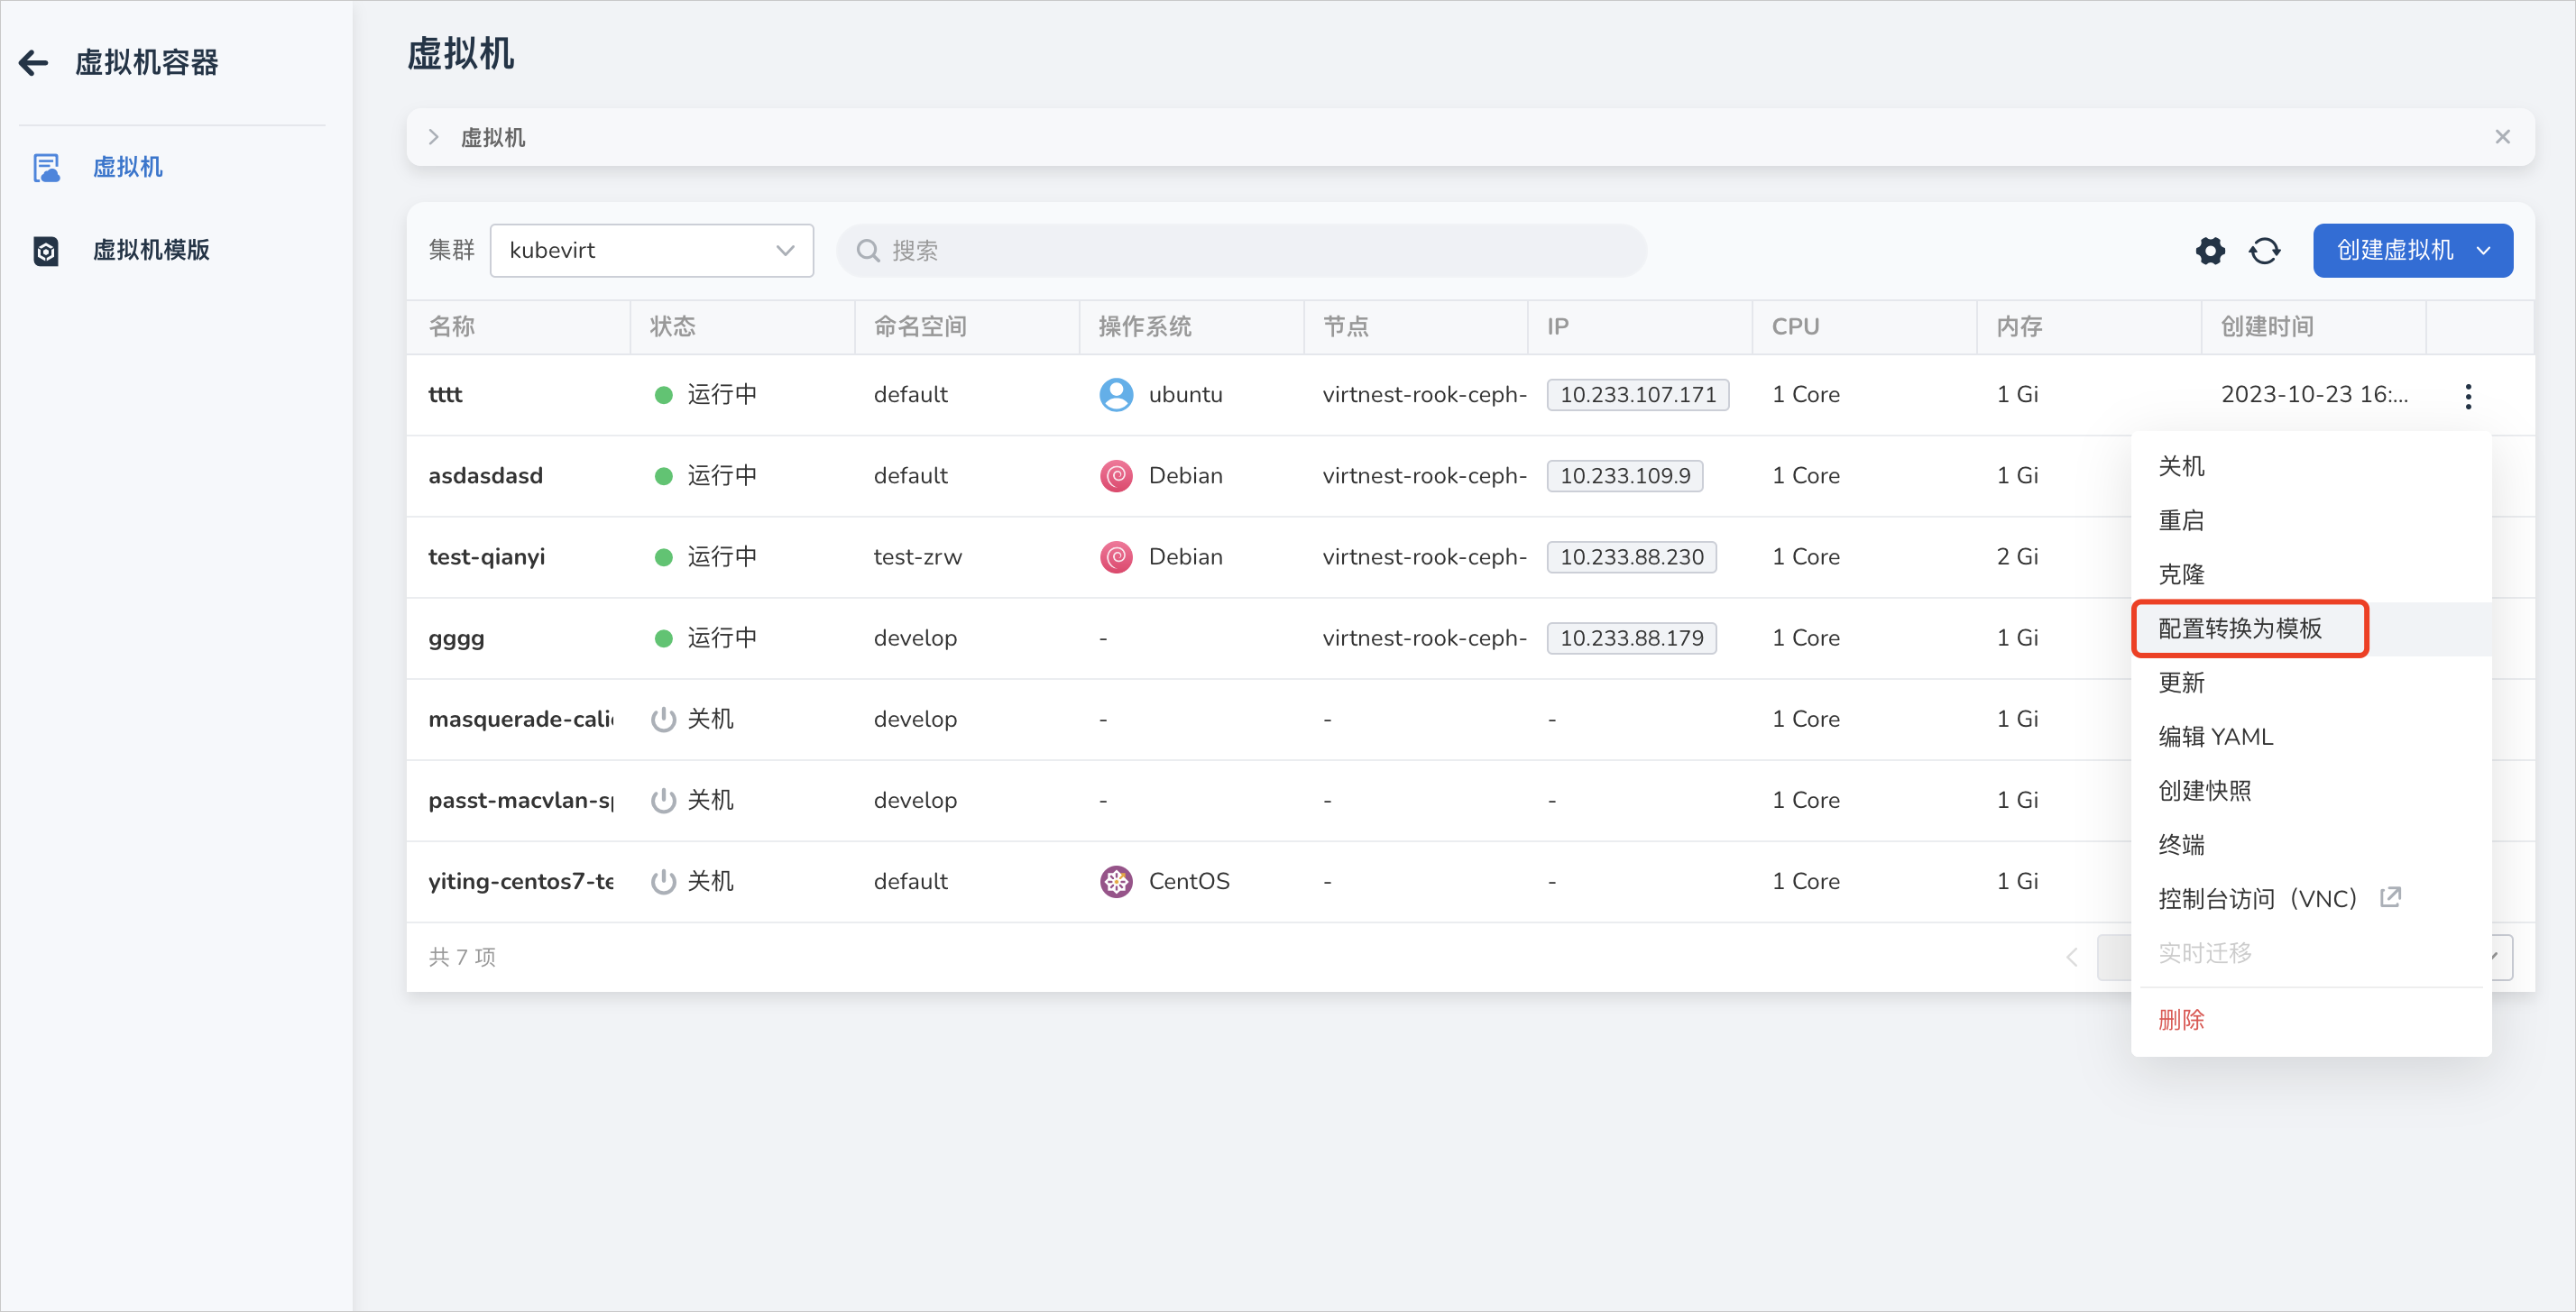 虚拟机容器
虚拟机
虚拟机模版
虚拟机
虚拟机
集群 kubevirt 搜索 创建虚拟机
名称 状态 命名空间 操作系统 节点 IP CPU 内存 创建时间
tttt 运行中 default ubuntu virtnest-rook-ceph- 10.233.107.171 1 Core 1 Gi 2023-10-23 16:...
asdasdasd 运行中 default Debian virtnest-rook-ceph- 10.233.109.9 1 Core 1 Gi
test-qianyi 运行中 test-zrw Debian virtnest-rook-ceph- 10.233.88.230 1 Core 2 Gi
gggg 运行中 develop - virtnest-rook-ceph- 10.233.88.179 1 Core 1 Gi
masquerade-cali 关机 develop - - - 1 Core 1 Gi
passt-macvlan-s 关机 develop - - - 1 Core 1 Gi
yiting-centos7-te 关机 default CentOS - - 1 Core 1 Gi
共 7 项
关机
重启
克隆
配置转换为模板
更新
编辑 YAML
创建快照
终端
控制台访问（VNC）
实时迁移
删除